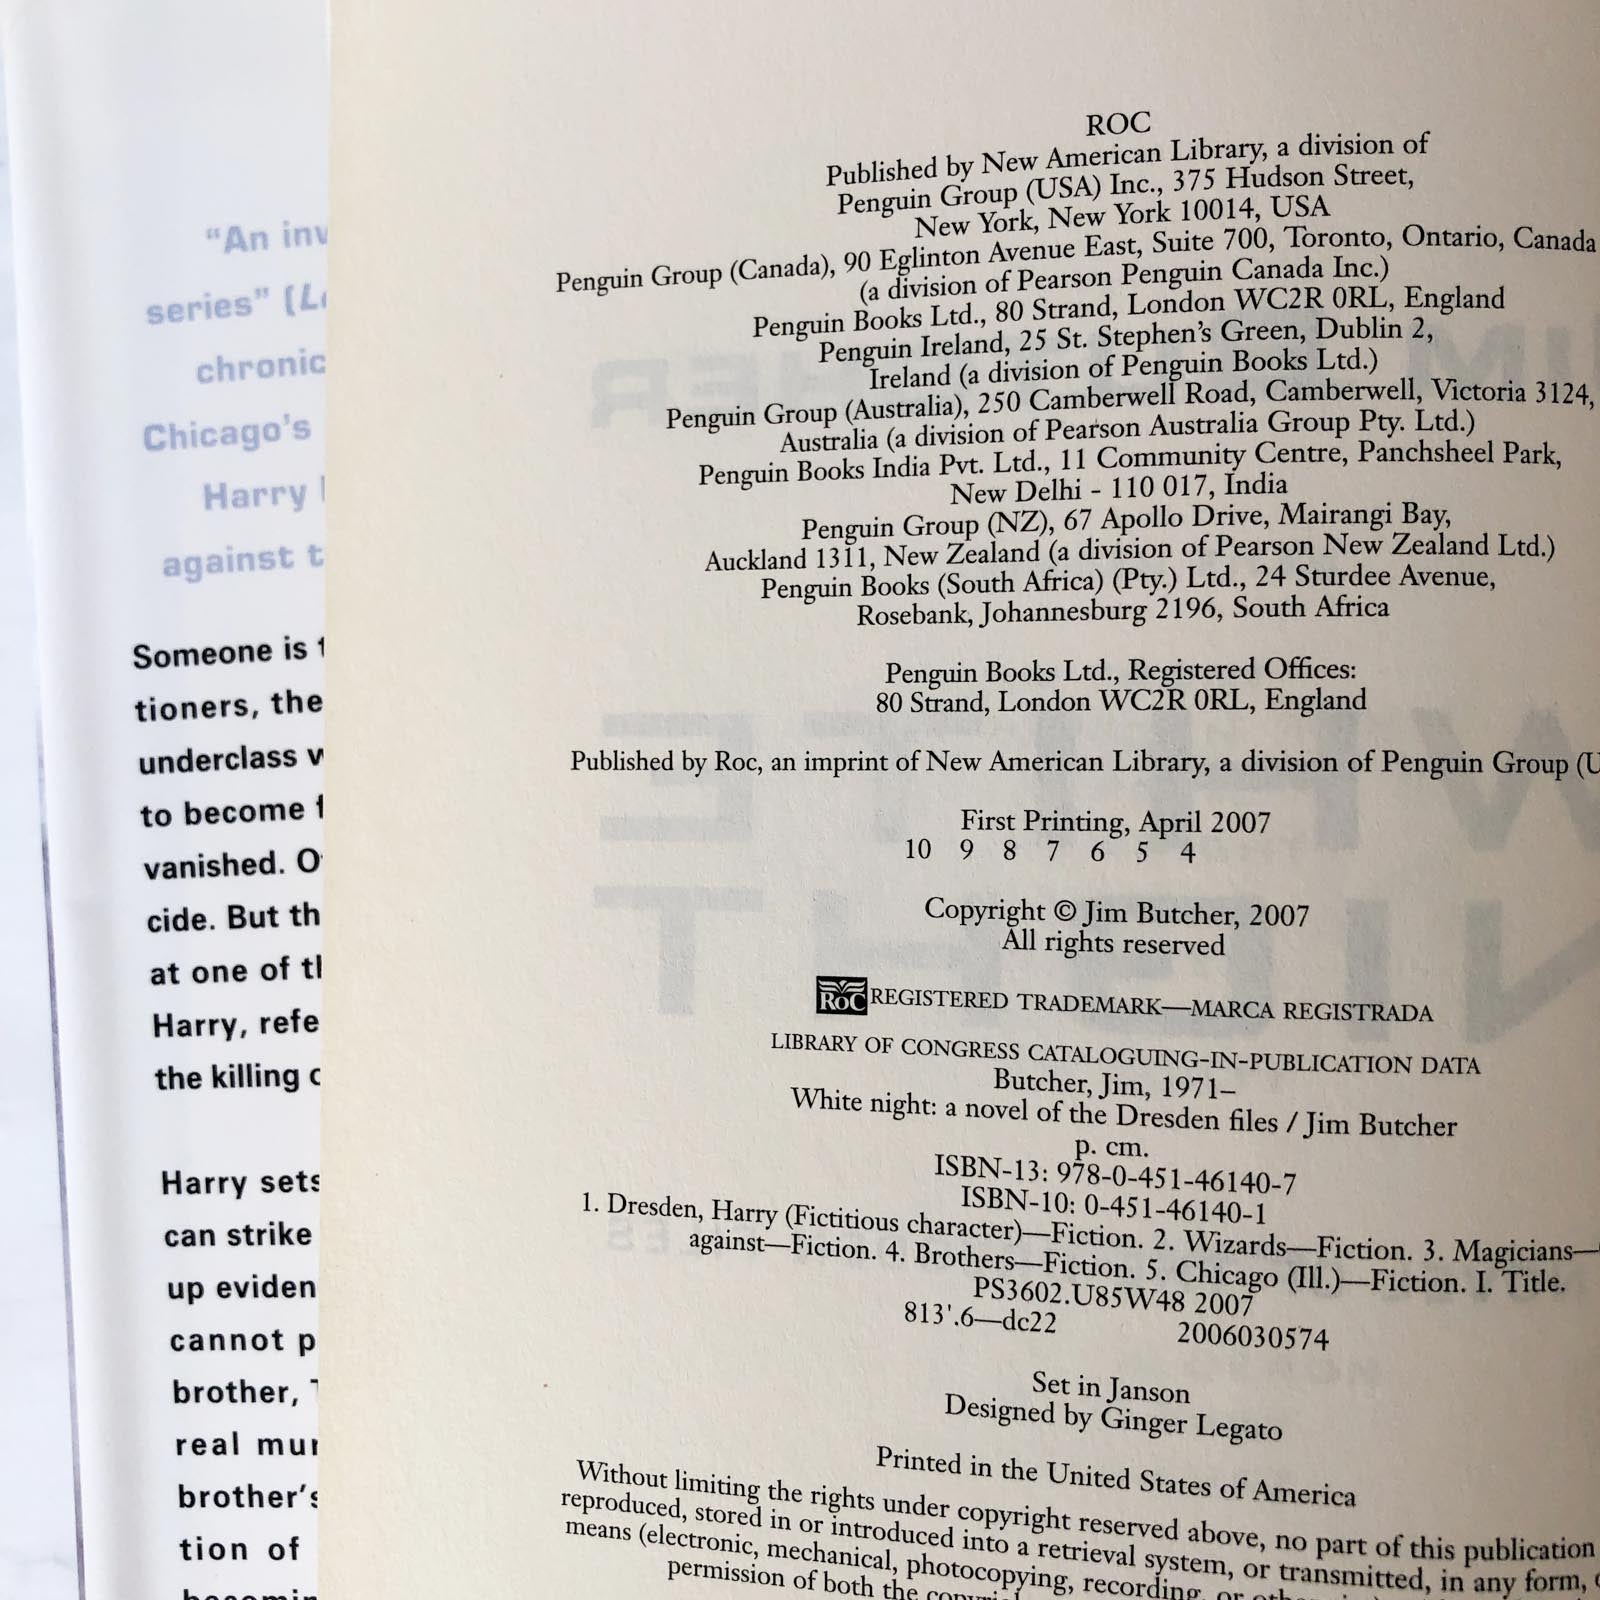 "An inv
series" (L
chronic
Chicago's
Harry
against t
Someone is
tioners, the
underclass
to become
vanished.
cide. But th
at one of
Harry, refe
the killing
Harry sets
can strike
up eviden
cannot p
brother,
real mur
brother's
tion of
ROC
Published by New American Library, a division of
Penguin Group (USA) Inc., 375 Hudson Street,
New York, New York 10014, USA
Penguin Group (Canada), 90 Eglinton Avenue East, Suite 700, Toronto, Ontario, Canada
(a division of Pearson Penguin Canada Inc.)
Penguin Books Ltd., 80 Strand, London WC2R 0RL, England
Penguin Ireland, 25 St. Stephen's Green, Dublin 2,
Ireland (a division of Penguin Books Ltd.)
Penguin Group (Australia), 250 Camberwell Road, Camberwell, Victoria 3124,
Australia (a division of Pearson Australia Group Pty. Ltd.)
Penguin Books India Pvt. Ltd., 11 Community Centre, Panchsheel Park,
New Delhi - 110 017, India
Penguin Group (NZ), 67 Apollo Drive, Mairangi Bay,
Auckland 1311, New Zealand (a division of Pearson New Zealand Ltd.)
Penguin Books (South Africa) (Pty.) Ltd., 24 Sturdee Avenue,
Rosebank, Johannesburg 2196, South Africa
Penguin Books Ltd., Registered Offices:
80 Strand, London WC2R 0RL, England
Published by Roc, an imprint of New American Library, a division of Penguin Group (U
First Printing, April 2007
10 9 8 7 6 5 4
Copyright © Jim Butcher, 2007
All rights reserved
ROC REGISTERED TRADEMARK—MARCA REGISTRADA
LIBRARY OF CONGRESS CATALOGUING-IN-PUBLICATION DATA
Butcher, Jim, 1971–
White night: a novel of the Dresden files / Jim Butcher
p. cm.
ISBN-13: 978-0-451-46140-7
ISBN-10: 0-451-46140-1
1. Dresden, Harry (Fictitious character)—Fiction. 2. Wizards—Fiction. 3. Magicians—
against—Fiction. 4. Brothers—Fiction. 5. Chicago (Ill.)—Fiction. I. Title.
PS3602.U85W48 2007
813'.6—dc22 2006030574
Set in Janson
Designed by Ginger Legato
Printed in the United States of America
Without limiting the rights under copyright reserved above, no part of this publication
reproduced, stored in or introduced into a retrieval system, or transmitted, in any form,
means (electronic, mechanical, photocopying, recording, or
permission of both the